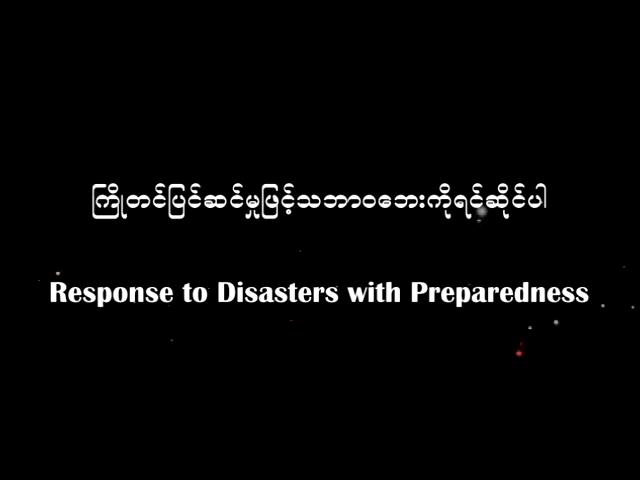 ကြိုတင်ပြင်ဆင်မှုဖြင့်သဘာဝဘေးကိုရင်ဆိုင်ပါ
Response to Disasters with Preparedness